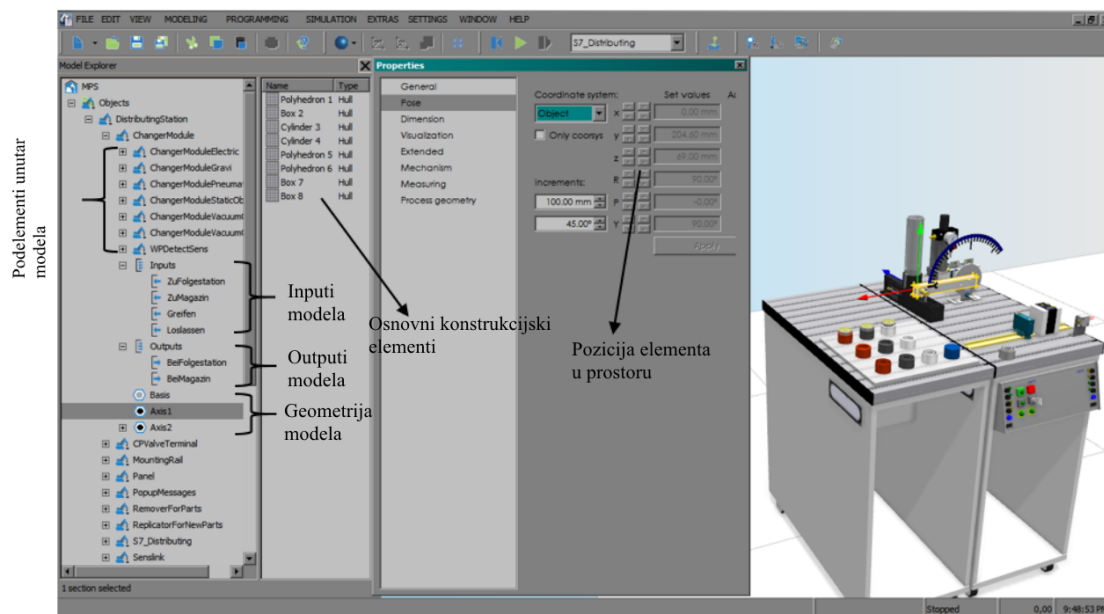 Podelementi unutar
modela
FILE EDIT VIEW MODELING PROGRAMMING SIMULATION EXTRAS SETTINGS WINDOW HELP
S7_Distributing
Model Explorer
MPS
Objects
DistributingStation
ChangerModule
ChangerModuleElectric
ChangerModuleGravi
ChangerModulePneumat
ChangerModuleStaticOb
ChangerModuleVacuum
ChangerModuleVacuum
WPDetectSens
Inputs
ZuFolgestation
ZuMagazin
Greifen
Loslassen
Outputs
BeiFolgestation
BeiMagazin
Basis
Axis1
Axis2
CPValveTerminal
MountingRail
Panel
PopupMessages
RemoverForParts
ReplicatorForNewParts
S7_Distributing
Senslink
1 section selected
Name Type
Polyhedron 1 Hull
Box 2 Hull
Cylinder 3 Hull
Cylinder 4 Hull
Polyhedron 5 Hull
Polyhedron 6 Hull
Box 7 Hull
Box 8 Hull
Inputi
modela
Outputi
modela
Geometrija
modela
Osnovni konstrukcijski
elementi
Properties
General
Pose
Dimension
Visualization
Extended
Mechanism
Measuring
Process geometry
Coordinate system: Set values Ac
Object x 0.00 mm
Only coorsys y 204.60 mm
z 69.00 mm
Increments: R 90.00°
100.00 mm P -0.00°
45.00° Y 90.00°
Apply
Pozicija elementa
u prostoru
Stopped 0,00 9:48:53 PM